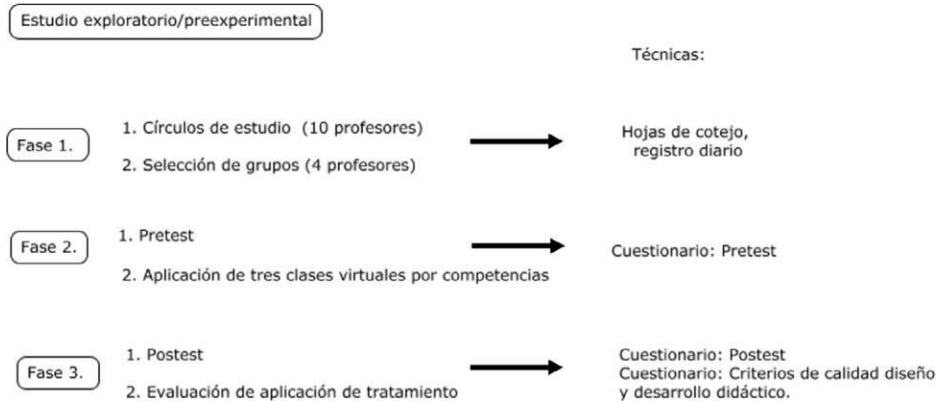 Estudio exploratorio/preexperimental
Técnicas:
Fase 1.
1. Círculos de estudio (10 profesores)
2. Selección de grupos (4 profesores)
Hojas de cotejo,
registro diario
Fase 2.
1. Pretest
2. Aplicación de tres clases virtuales por competencias
Cuestionario: Pretest
Fase 3.
1. Postest
2. Evaluación de aplicación de tratamiento
Cuestionario: Postest
Cuestionario: Criterios de calidad diseño
y desarrollo didáctico.